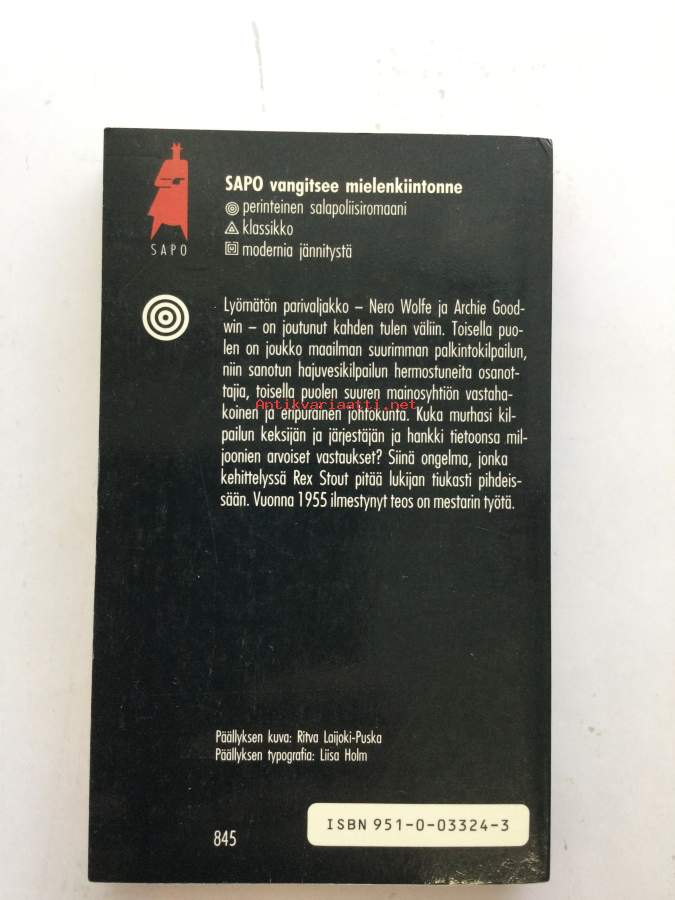 SAPO vangitsee mielenkiintonne
perinteinen salapoliisiromaani
klassikko
modernia jännitystä
SAPO
Lyömätön parivaljakko – Nero Wolfe ja Archie Good-
win – on joutunut kahden tulen väliin. Toisella puo-
len on joukko maailman suurimman palkintokilpailun,
niin sanotun hajuvesikilpailun hermostuneita osanot-
tajia, toisella puolen suuren mainosyhtiön vastaha-
Antikvariaatti.net
koinen ja eripurainen johtokunta. Kuka murhasi kil-
pailun keksijän ja järjestäjän ja hankki tietoonsa mil-
joonien arvoiset vastaukset? Siinä ongelma, jonka
kehittelyssä Rex Stout pitää lukijan tiukasti pihdeis-
sään. Vuonna 1955 ilmestynyt teos on mestarin työtä.
Päällyksen kuva: Ritva Laijoki-Puska
Päällyksen typografia: Liisa Holm
ISBN 951-0-03324-3
845